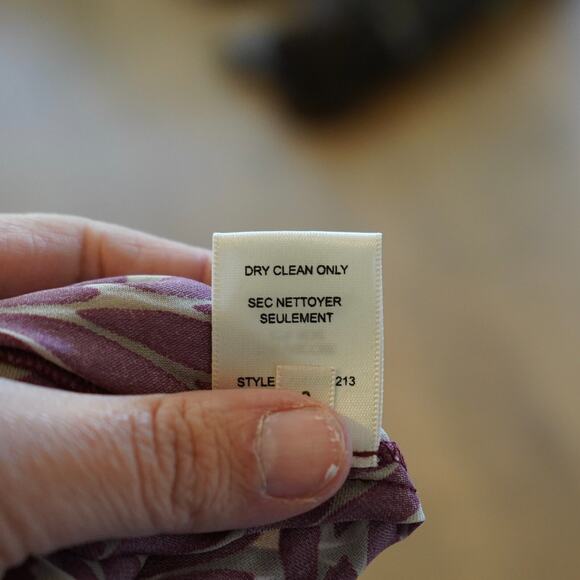 DRY CLEAN ONLY
SEC NETTOYER
SEULEMENT
STYLE 213